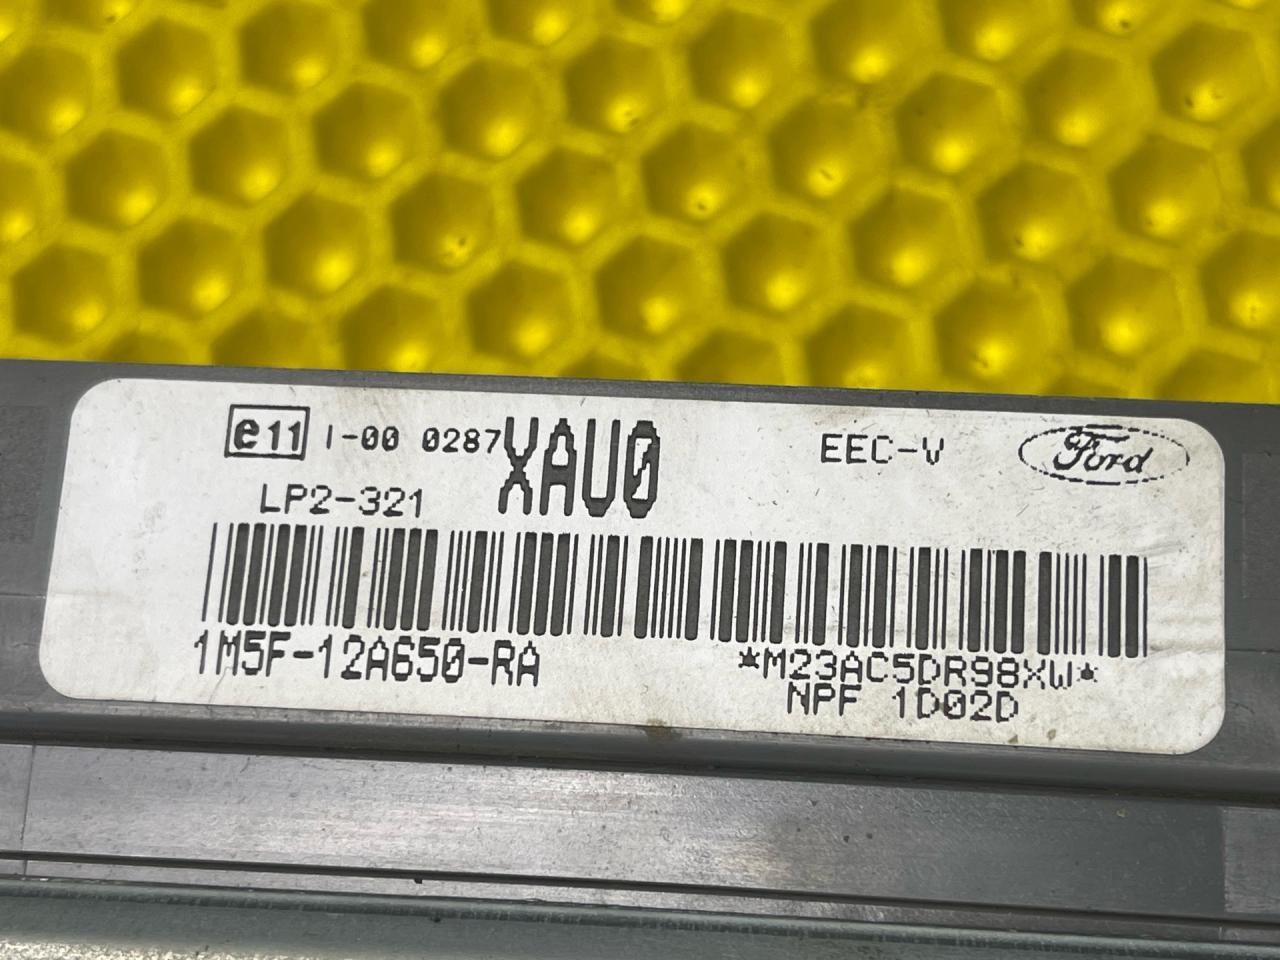 e11 I-00 0287 XAU0 EEC-V Ford
LP2-321
1M5F-12A650-RA *M23AC5DR98XW*
NPF 1D02D